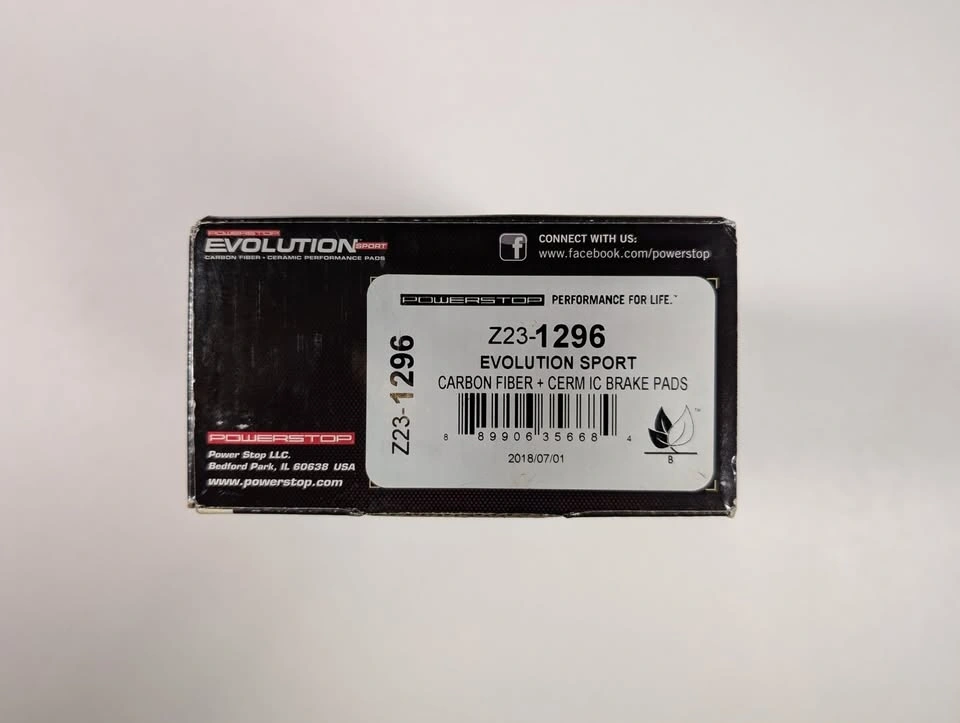 POWERSTOP
EVOLUTION SPORT
CARBON FIBER + CERAMIC PERFORMANCE PADS
f
CONNECT WITH US:
www.facebook.com/powerstop
POWERSTOP PERFORMANCE FOR LIFE.™
Z23-1296
EVOLUTION SPORT
CARBON FIBER + CERM IC BRAKE PADS
8 89906 35668 4
2018/07/01
™
B
Z23-1296
POWERSTOP
Power Stop LLC.
Bedford Park, IL 60638 USA
www.powerstop.com